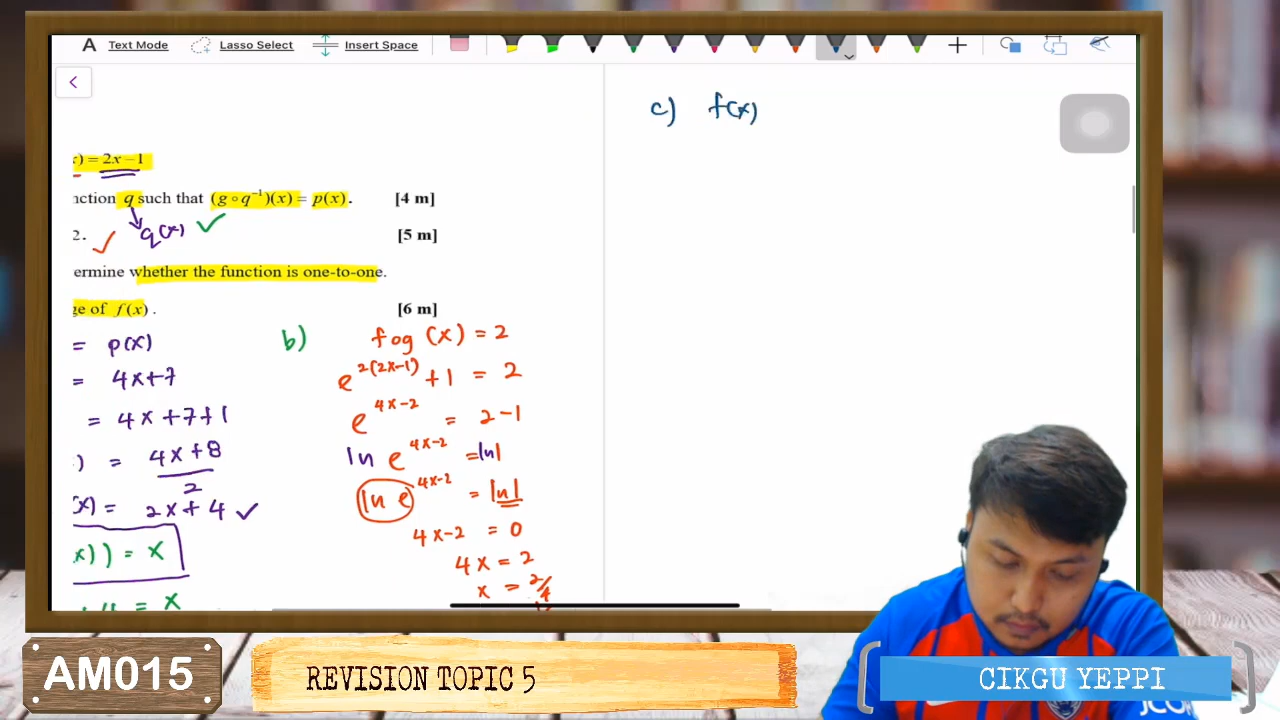 A Text Mode Lasso Select Insert Space
) = 2x – 1
nction q such that (g ∘ q⁻¹)(x) = p(x). [4 m]
q(x)
2. [5 m]
ermine whether the function is one-to-one.
ge of f(x). [6 m]
= p(x)
= 4x+7
= 4x+7+1
) = 4x+8
2
(x) = 2x+4
x)) = x
= x
b) fog (x) = 2
e^2(2x-1) + 1 = 2
e^4x-2 = 2-1
ln e^4x-2 = ln1
ln e^4x-2 = ln1
4x-2 = 0
4x = 2
x = 2/4
c) f(x)
AM015
REVISION TOPIC 5
CIKGU YEPPI